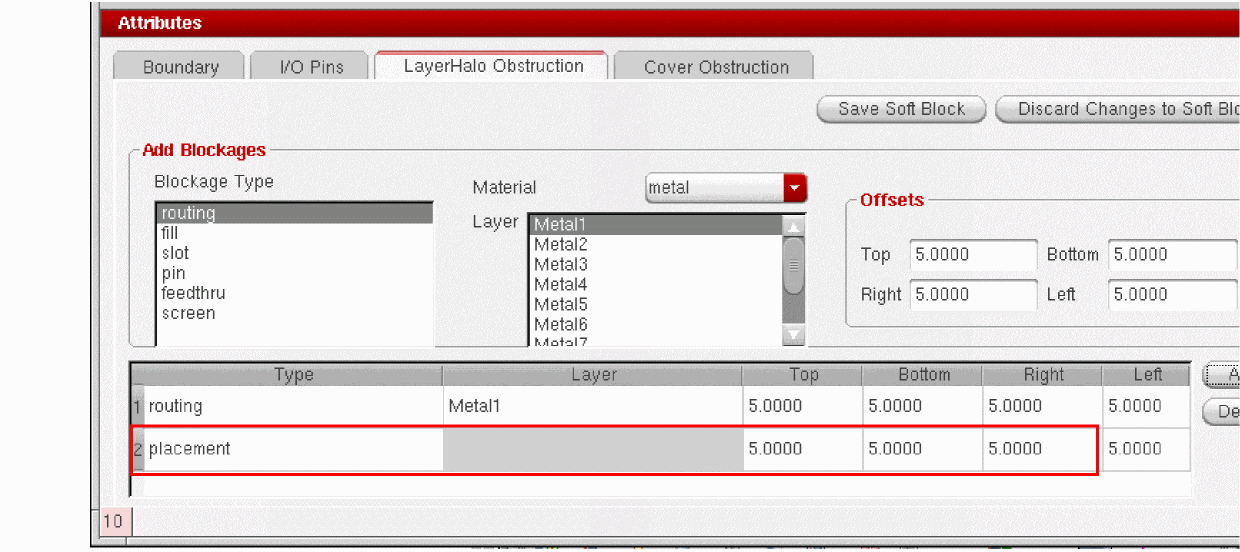 Attributes
Boundary I/O Pins LayerHalo Obstruction Cover Obstruction
Save Soft Block Discard Changes to Soft Blo
Add Blockages
Blockage Type
routing
fill
slot
pin
feedthru
screen
Material metal
Layer Metal1
Metal2
Metal3
Metal4
Metal5
Metal6
Metal7
Offsets
Top 5.0000 Bottom 5.0000
Right 5.0000 Left 5.0000
Type Layer Top Bottom Right Left
1 routing Metal1 5.0000 5.0000 5.0000 5.0000
2 placement 5.0000 5.0000 5.0000 5.0000
A
De
10